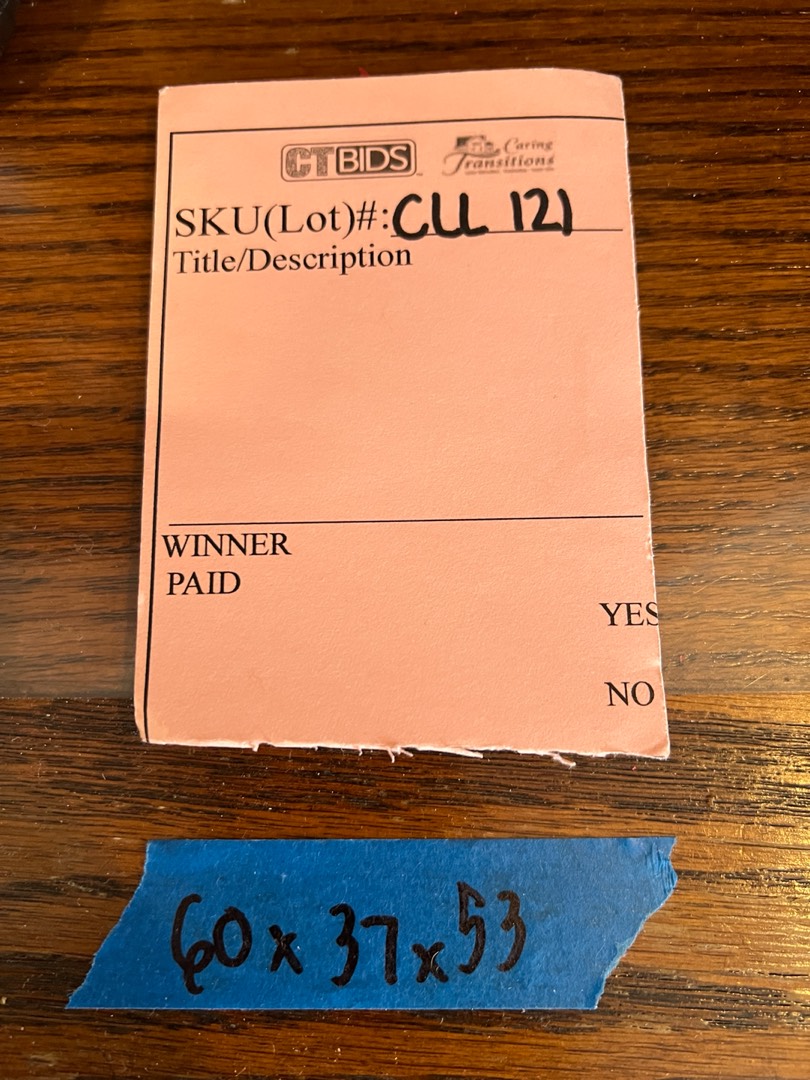 CTBIDS
Caring
Transitions
SKU(Lot)#: CLL 121
Title/Description
WINNER
PAID
YES
NO
60 x 37 x 53